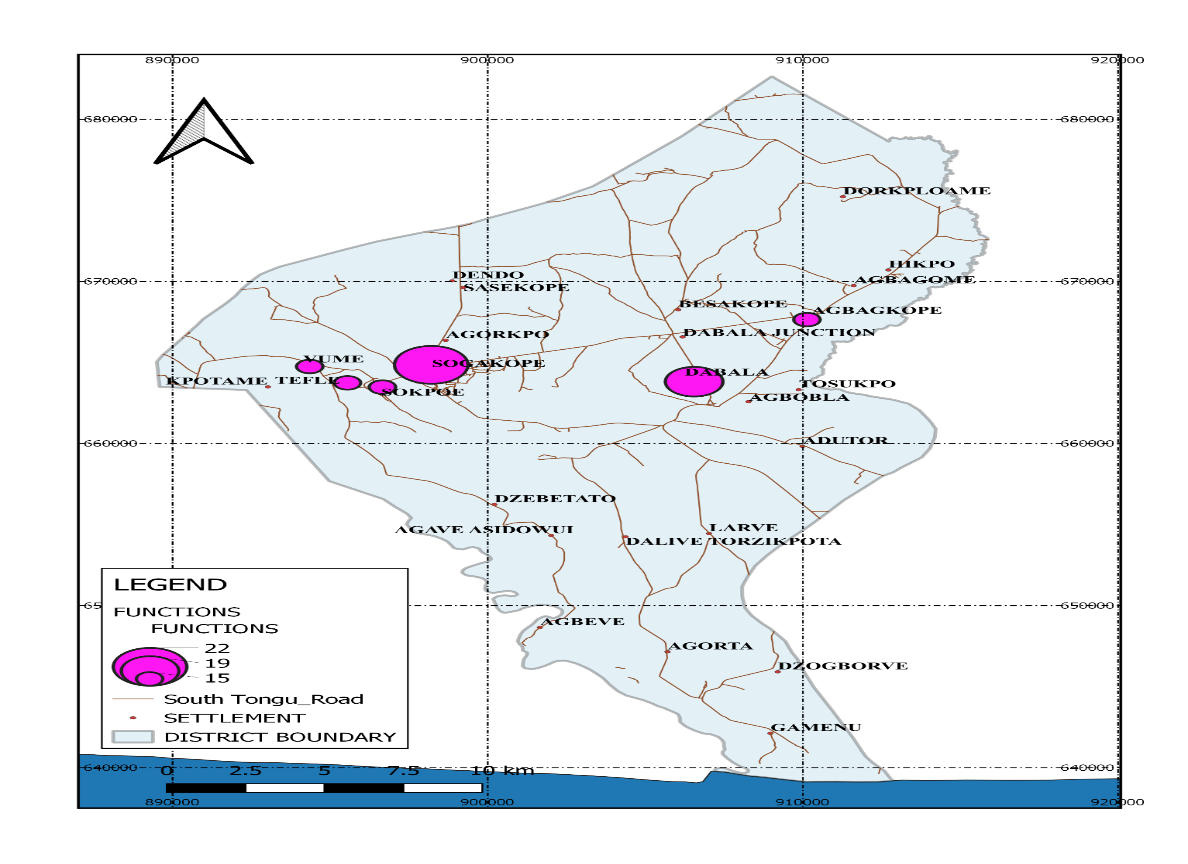 890000 900000 910000 920000
680000 680000
DORKPLOAME
HIKPO
DENDO
670000 AGBAGOME 670000
SASEKOPE
BESAKOPE
AGBAGKOPE
AGORKPO DABALA JUNCTION
VUME
SOGAKOPE
DABALA
KPOTAME TEFLE
TOSUKPO
SOKPOE
AGBOBLA
660000 ADUTOR 660000
DZEBETATO
AGAVE ASIDOWUI LARVE
DALIVE TORZIKPOTA
LEGEND
65 650000
FUNCTIONS
AGBEVE
FUNCTIONS
22
AGORTA
19
DZOGBORVE
15
South Tongu_Road
SETTLEMENT
GAMENU
DISTRICT BOUNDARY
640000 640000
0 2.5 5 7.5 10 km
890000 900000 910000 920000